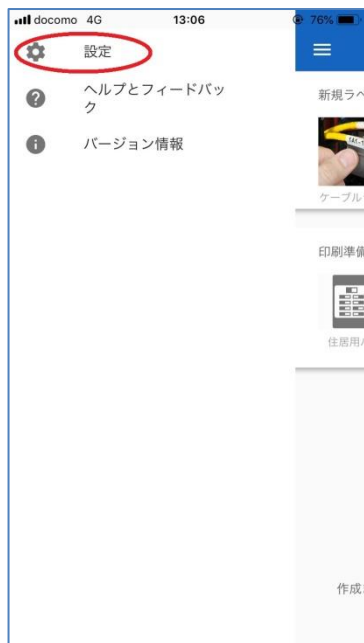 docomo 4G 13:06 76%
設定
ヘルプとフィードバッ
ク
バージョン情報
新規ラベ
ケーブル
印刷準備
住居用
作成